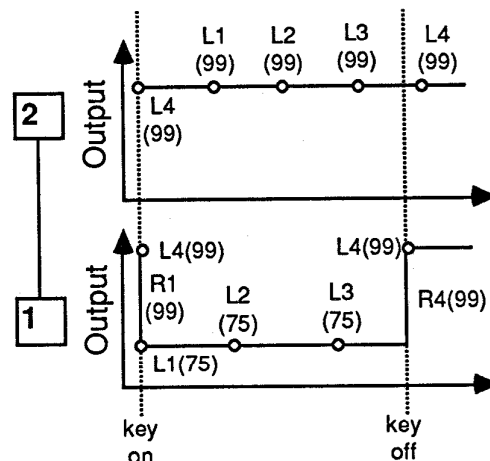 L1
(99)
L2
(99)
L3
(99)
L4
(99)
2
Output
L4
(99)
1
Output
L4(99)
R1
(99)
L1(75)
L2
(75)
L3
(75)
L4(99)
R4(99)
key
on
key
off